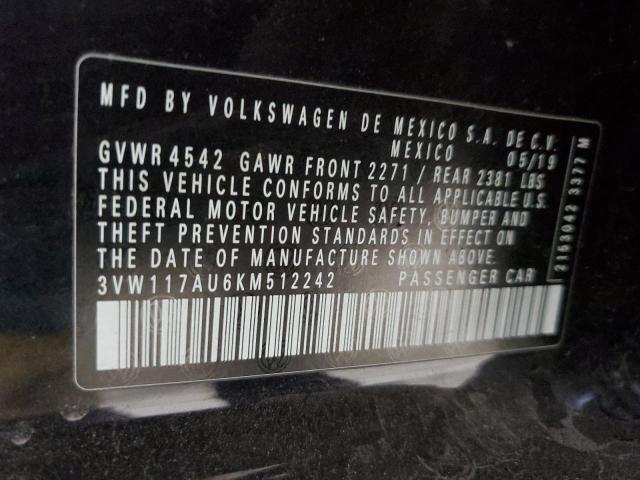 MFD BY VOLKSWAGEN DE MEXICO S.A. DE C.V.
MEXICO 05/19
GVWR 4542 GAWR FRONT 2271 / REAR 2381 LBS
THIS VEHICLE CONFORMS TO ALL APPLICABLE U.S.
FEDERAL MOTOR VEHICLE SAFETY, BUMPER AND
THEFT PREVENTION STANDARDS IN EFFECT ON
THE DATE OF MANUFACTURE SHOWN ABOVE.
3VW117AU6KM512242 PASSENGER CAR
2193042 3377 M